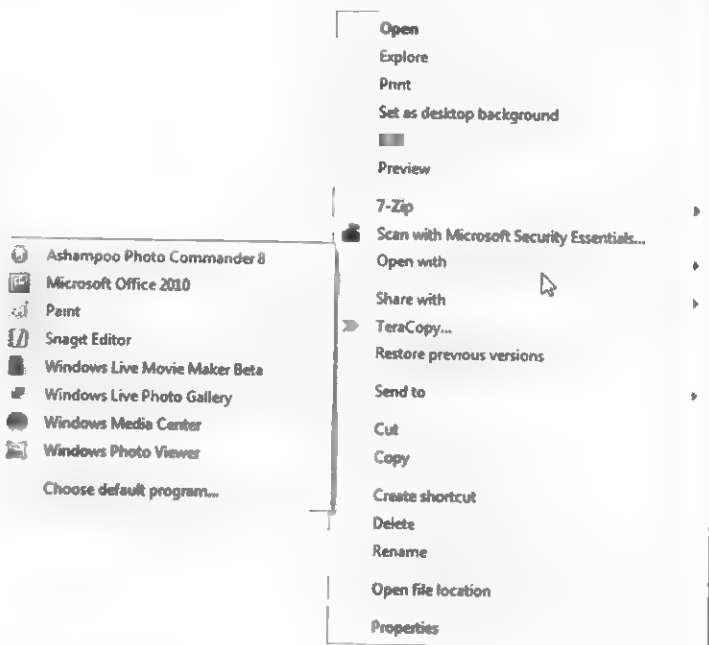 Open
Explore
Print
Set as desktop background
Preview
7-Zip
Scan with Microsoft Security Essentials...
Open with
Share with
TeraCopy...
Restore previous versions
Send to
Cut
Copy
Create shortcut
Delete
Rename
Open file location
Properties
Ashampoo Photo Commander 8
Microsoft Office 2010
Paint
Snagit Editor
Windows Live Movie Maker Beta
Windows Live Photo Gallery
Windows Media Center
Windows Photo Viewer
Choose default program...